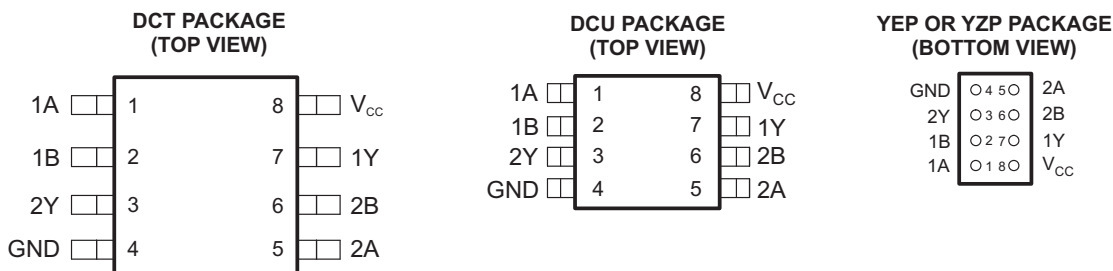 DCT PACKAGE
(TOP VIEW)
1A 1 8 VCC
1B 2 7 1Y
2Y 3 6 2B
GND 4 5 2A
DCU PACKAGE
(TOP VIEW)
1A 1 8 VCC
1B 2 7 1Y
2Y 3 6 2B
GND 4 5 2A
YEP OR YZP PACKAGE
(BOTTOM VIEW)
GND 4 5 2A
2Y 3 6 2B
1B 2 7 1Y
1A 1 8 VCC